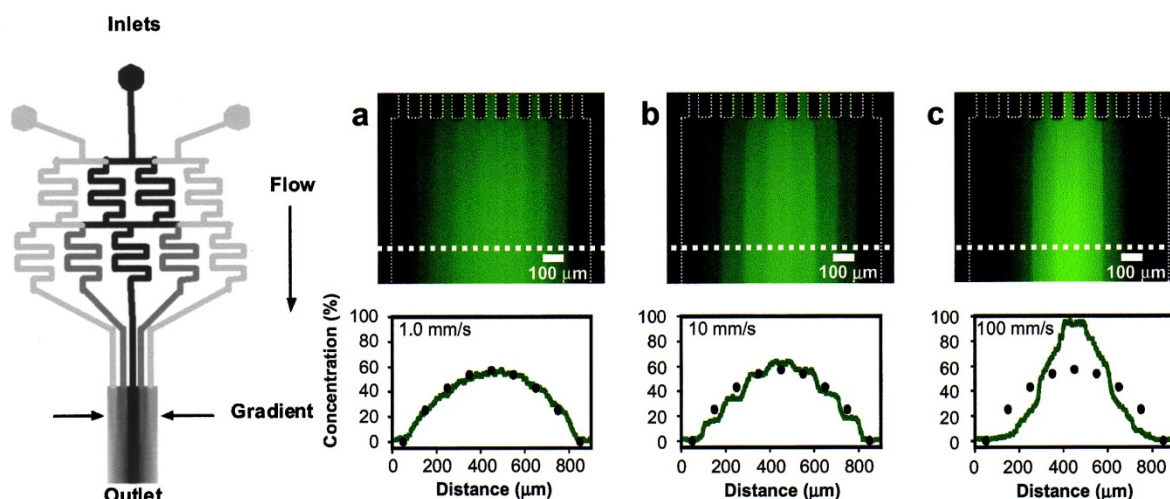 Inlets
Flow
Gradient
Outlet
a
100 μm
b
100 μm
c
100 μm
Concentration (%)
100
80
60
40
20
0
1.0 mm/s
0 200 400 600 800
Distance (μm)
100
80
60
40
20
0
10 mm/s
0 200 400 600 800
Distance (μm)
100
80
60
40
20
0
100 mm/s
0 200 400 600 800
Distance (μm)